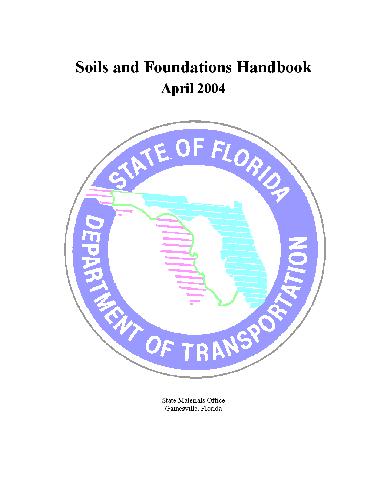 Soils and Foundations Handbook
April 2004
STATE OF FLORIDA
DEPARTMENT OF TRANSPORTATION
State Materials Office
Gainesville, Florida